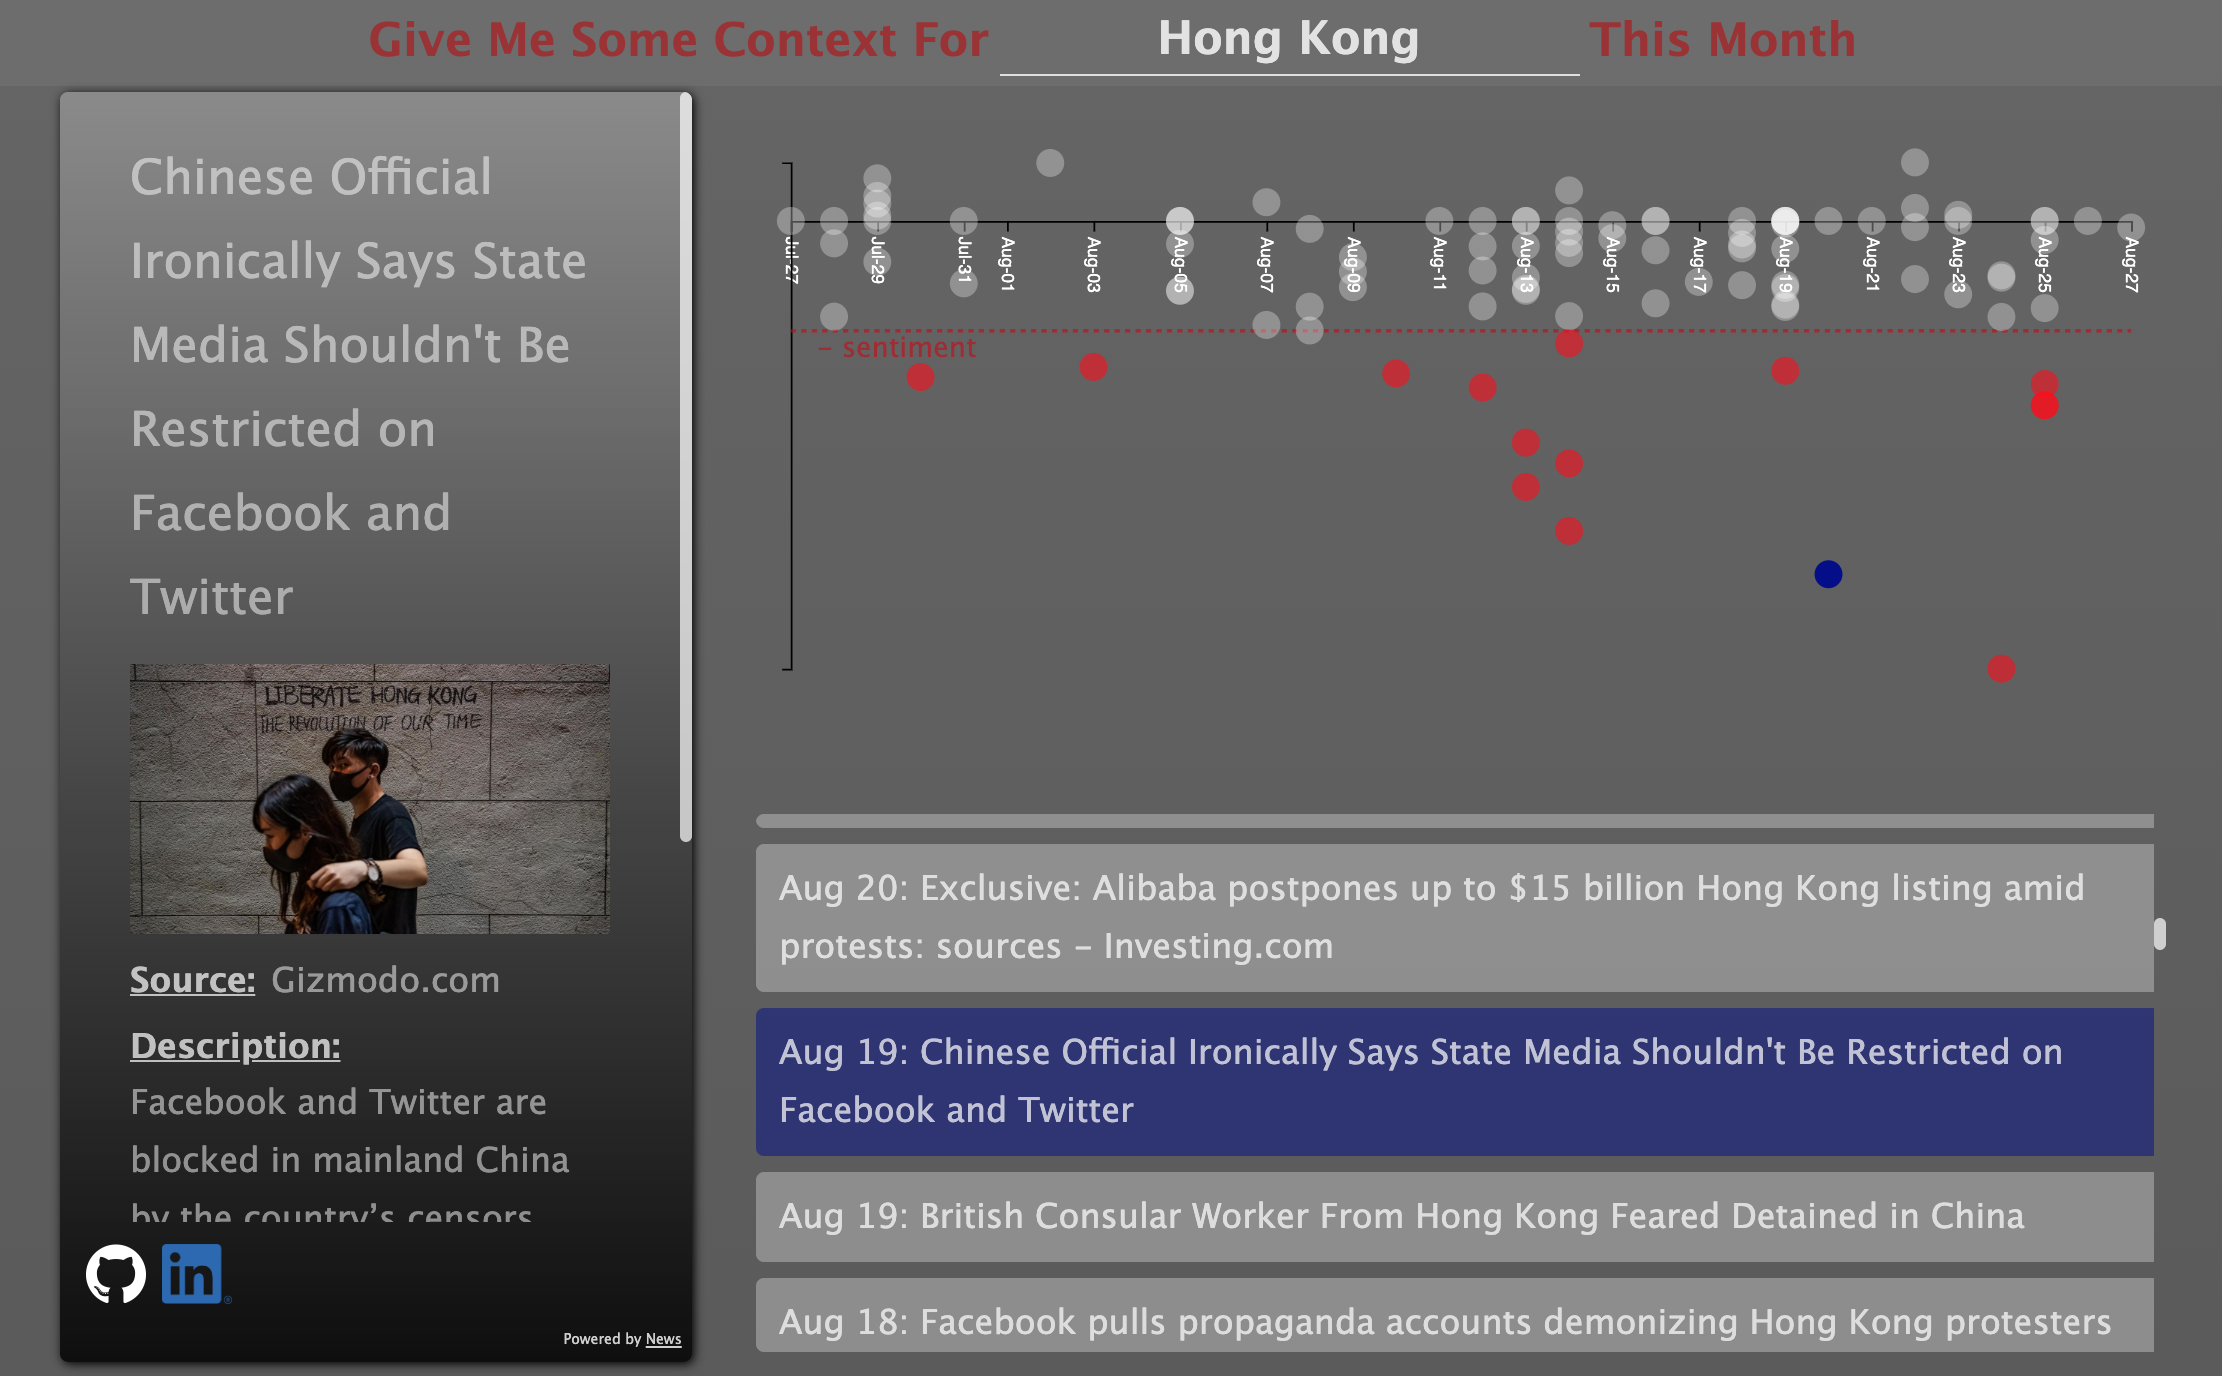 Give Me Some Context For Hong Kong This Month
Chinese Official
Ironically Says State
Media Shouldn't Be
Restricted on
Facebook and
Twitter
LIBERATE HONG KONG
THE REVOLUTION OF OUR TIME
Source: Gizmodo.com
Description:
Facebook and Twitter are
blocked in mainland China
by the country's censors
in
®
Powered by News
Jul-27
Jul-29
Jul-31
Aug-01
Aug-03
Aug-05
Aug-07
Aug-09
Aug-11
Aug-13
Aug-15
Aug-17
Aug-19
Aug-21
Aug-23
Aug-25
Aug-27
– sentiment
Aug 20: Exclusive: Alibaba postpones up to $15 billion Hong Kong listing amid
protests: sources – Investing.com
Aug 19: Chinese Official Ironically Says State Media Shouldn't Be Restricted on
Facebook and Twitter
Aug 19: British Consular Worker From Hong Kong Feared Detained in China
Aug 18: Facebook pulls propaganda accounts demonizing Hong Kong protesters